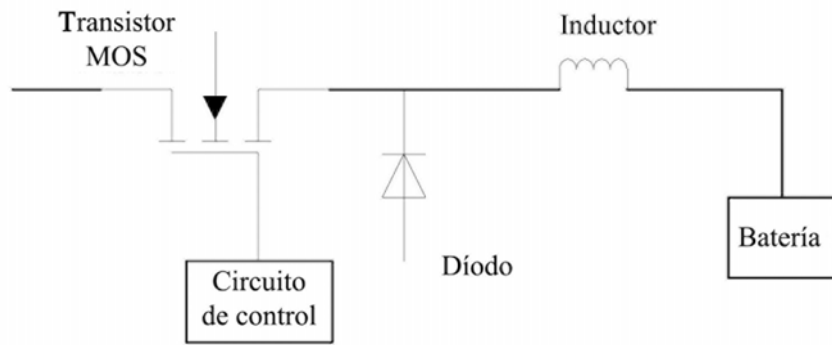 Transistor
MOS
Inductor
Batería
Díodo
Circuito
de control